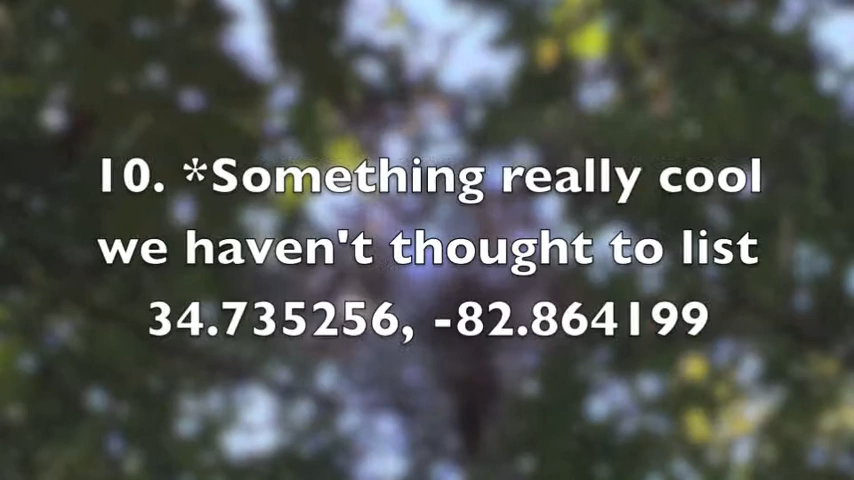 10. *Something really cool
we haven't thought to list
34.735256, -82.864199